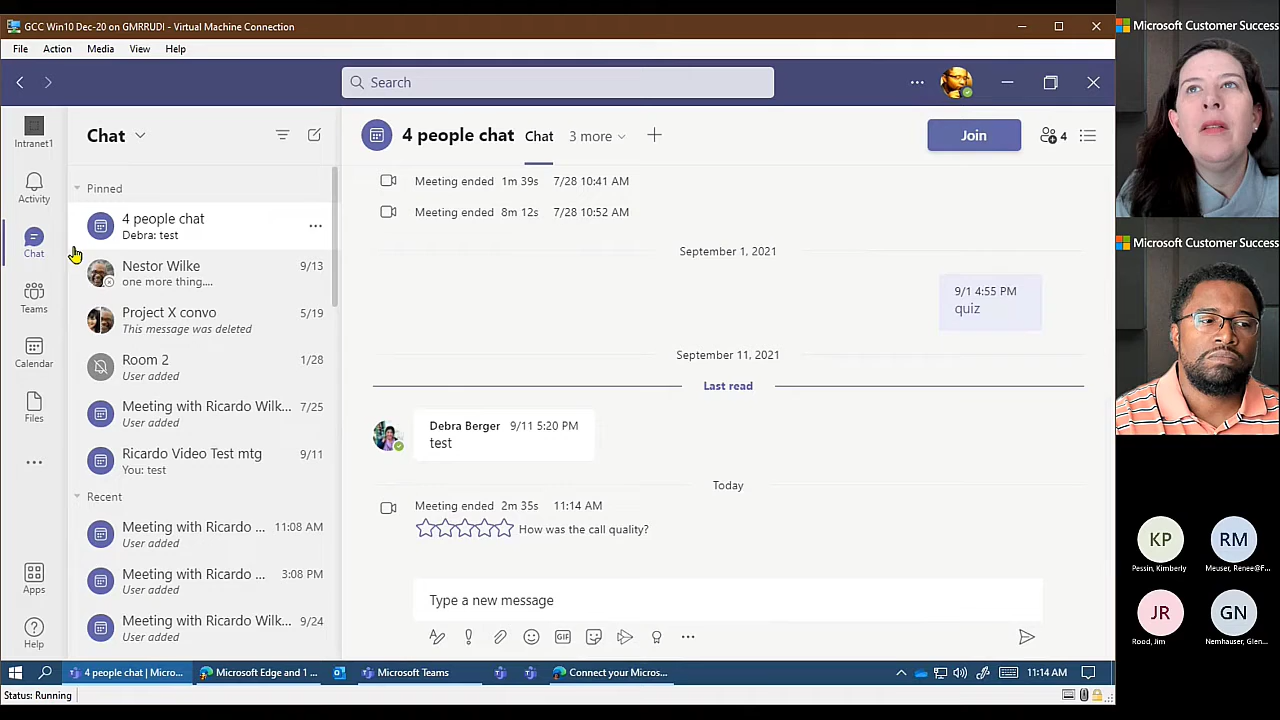 GCC Win10 Dec-20 on GMRRUDI - Virtual Machine Connection
File Action Media View Help
Search
Intranet1
Activity
Chat
Teams
Calendar
Files
Apps
Help
Chat
Pinned
4 people chat
Debra: test
Nestor Wilke 9/13
one more thing....
Project X convo 5/19
This message was deleted
Room 2 1/28
User added
Meeting with Ricardo Wilk... 7/25
User added
Ricardo Video Test mtg 9/11
You: test
Recent
Meeting with Ricardo ... 11:08 AM
User added
Meeting with Ricardo ... 3:08 PM
User added
Meeting with Ricardo Wilk... 9/24
User added
4 people chat Chat 3 more
Join
4
Meeting ended 1m 39s 7/28 10:41 AM
Meeting ended 8m 12s 7/28 10:52 AM
September 1, 2021
9/1 4:55 PM
quiz
September 11, 2021
Last read
Debra Berger 9/11 5:20 PM
test
Today
Meeting ended 2m 35s 11:14 AM
How was the call quality?
Type a new message
GIF
4 people chat | Micro...
Microsoft Edge and 1 ...
Microsoft Teams
Connect your Micros...
11:14 AM
Status: Running
Microsoft Customer Success
Microsoft Customer Success
KP
Pessin, Kimberly
RM
Meuser, Renee@F...
JR
Rood, Jim
GN
Nemhauser, Glen...